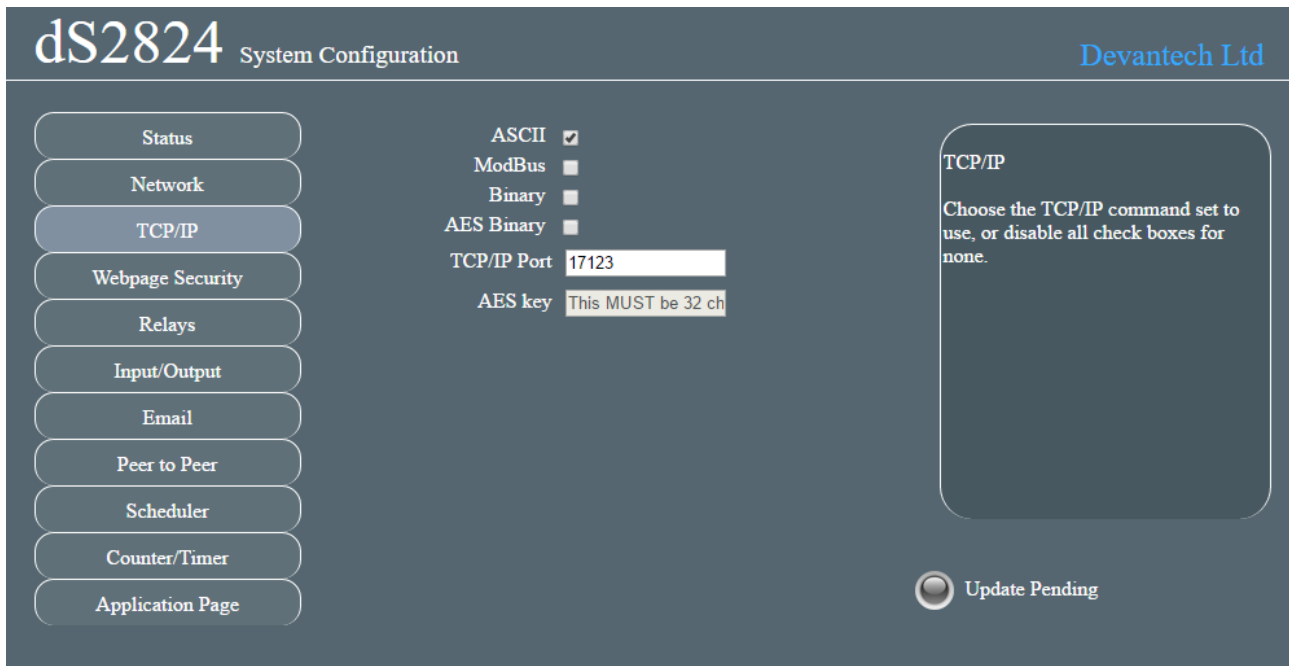 dS2824 System Configuration
Devantech Ltd
Status
Network
TCP/IP
Webpage Security
Relays
Input/Output
Email
Peer to Peer
Scheduler
Counter/Timer
Application Page
ASCII
ModBus
Binary
AES Binary
TCP/IP Port 17123
AES key This MUST be 32 ch
TCP/IP
Choose the TCP/IP command set to
use, or disable all check boxes for
none.
Update Pending